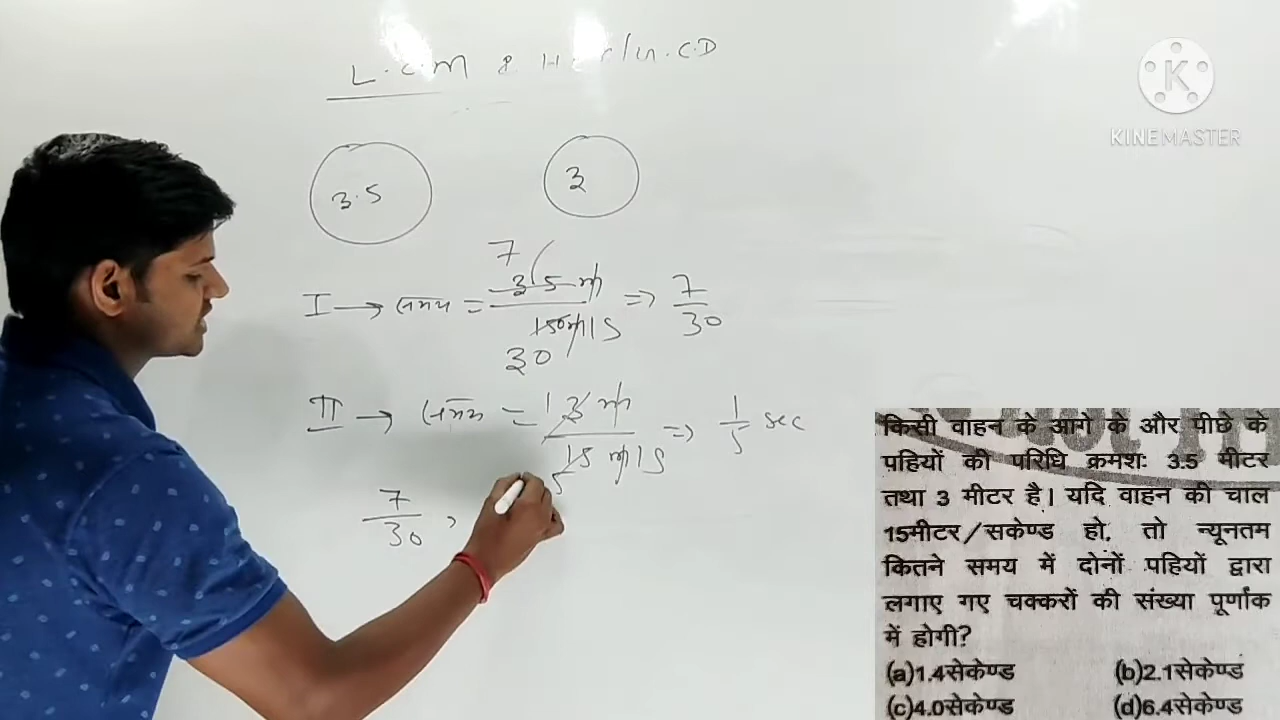 L.C.M & H.C.F
3.5
3
7
I → समय = 3.5 m / 15 m/s => 7/30
30
II → समय = 1 3 m / 15 m/s => 1/5 sec
5
7/30 ,
KINEMASTER
किसी वाहन के आगे के और पीछे के
पहियों की परिधि क्रमशः 3.5 मीटर
तथा 3 मीटर है। यदि वाहन की चाल
15मीटर/सकेण्ड हो, तो न्यूनतम
कितने समय में दोनों पहियों द्वारा
लगाए गए चक्करों की संख्या पूर्णांक
में होगी?
(a)1.4सेकेण्ड (b)2.1सेकेण्ड
(c)4.0सेकेण्ड (d)6.4सेकेण्ड